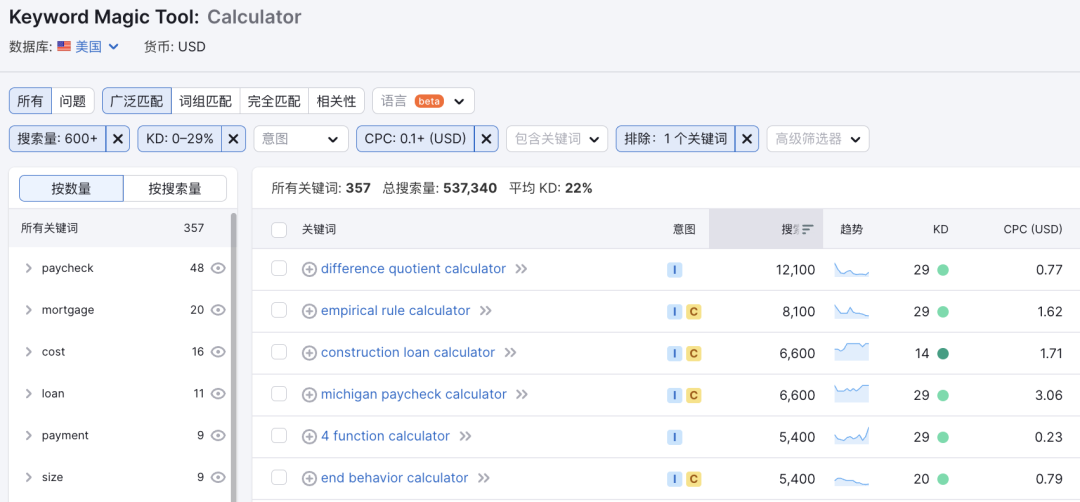 Keyword Magic Tool: Calculator
数据库: 美国 货币: USD
所有 问题 广泛匹配 词组匹配 完全匹配 相关性 语言 beta
搜索量: 600+ KD: 0–29% 意图 CPC: 0.1+ (USD) 包含关键词 排除: 1 个关键词 高级筛选器
按数量 按搜索量
所有关键词: 357 总搜索量: 537,340 平均 KD: 22%
所有关键词 357
关键词 意图 搜 趋势 KD CPC (USD)
paycheck 48
difference quotient calculator I 12,100 29 0.77
mortgage 20
empirical rule calculator I C 8,100 29 1.62
cost 16
construction loan calculator I C 6,600 14 1.71
loan 11
michigan paycheck calculator I C 6,600 29 3.06
payment 9
4 function calculator I 5,400 29 0.23
size 9
end behavior calculator I C 5,400 20 0.79